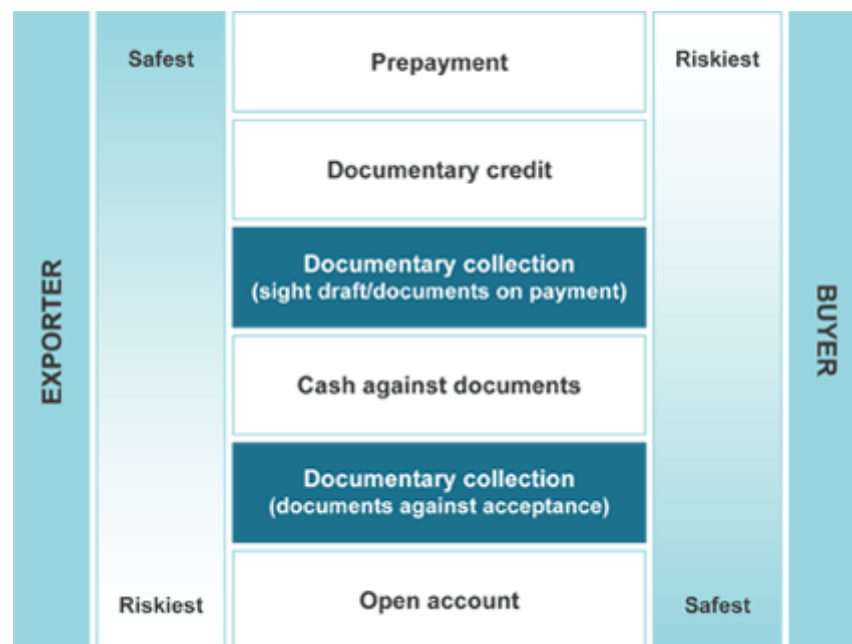 EXPORTER
Safest
Prepayment
Riskiest
Documentary credit
Documentary collection
(sight draft/documents on payment)
Cash against documents
Documentary collection
(documents against acceptance)
Riskiest
Open account
Safest
BUYER